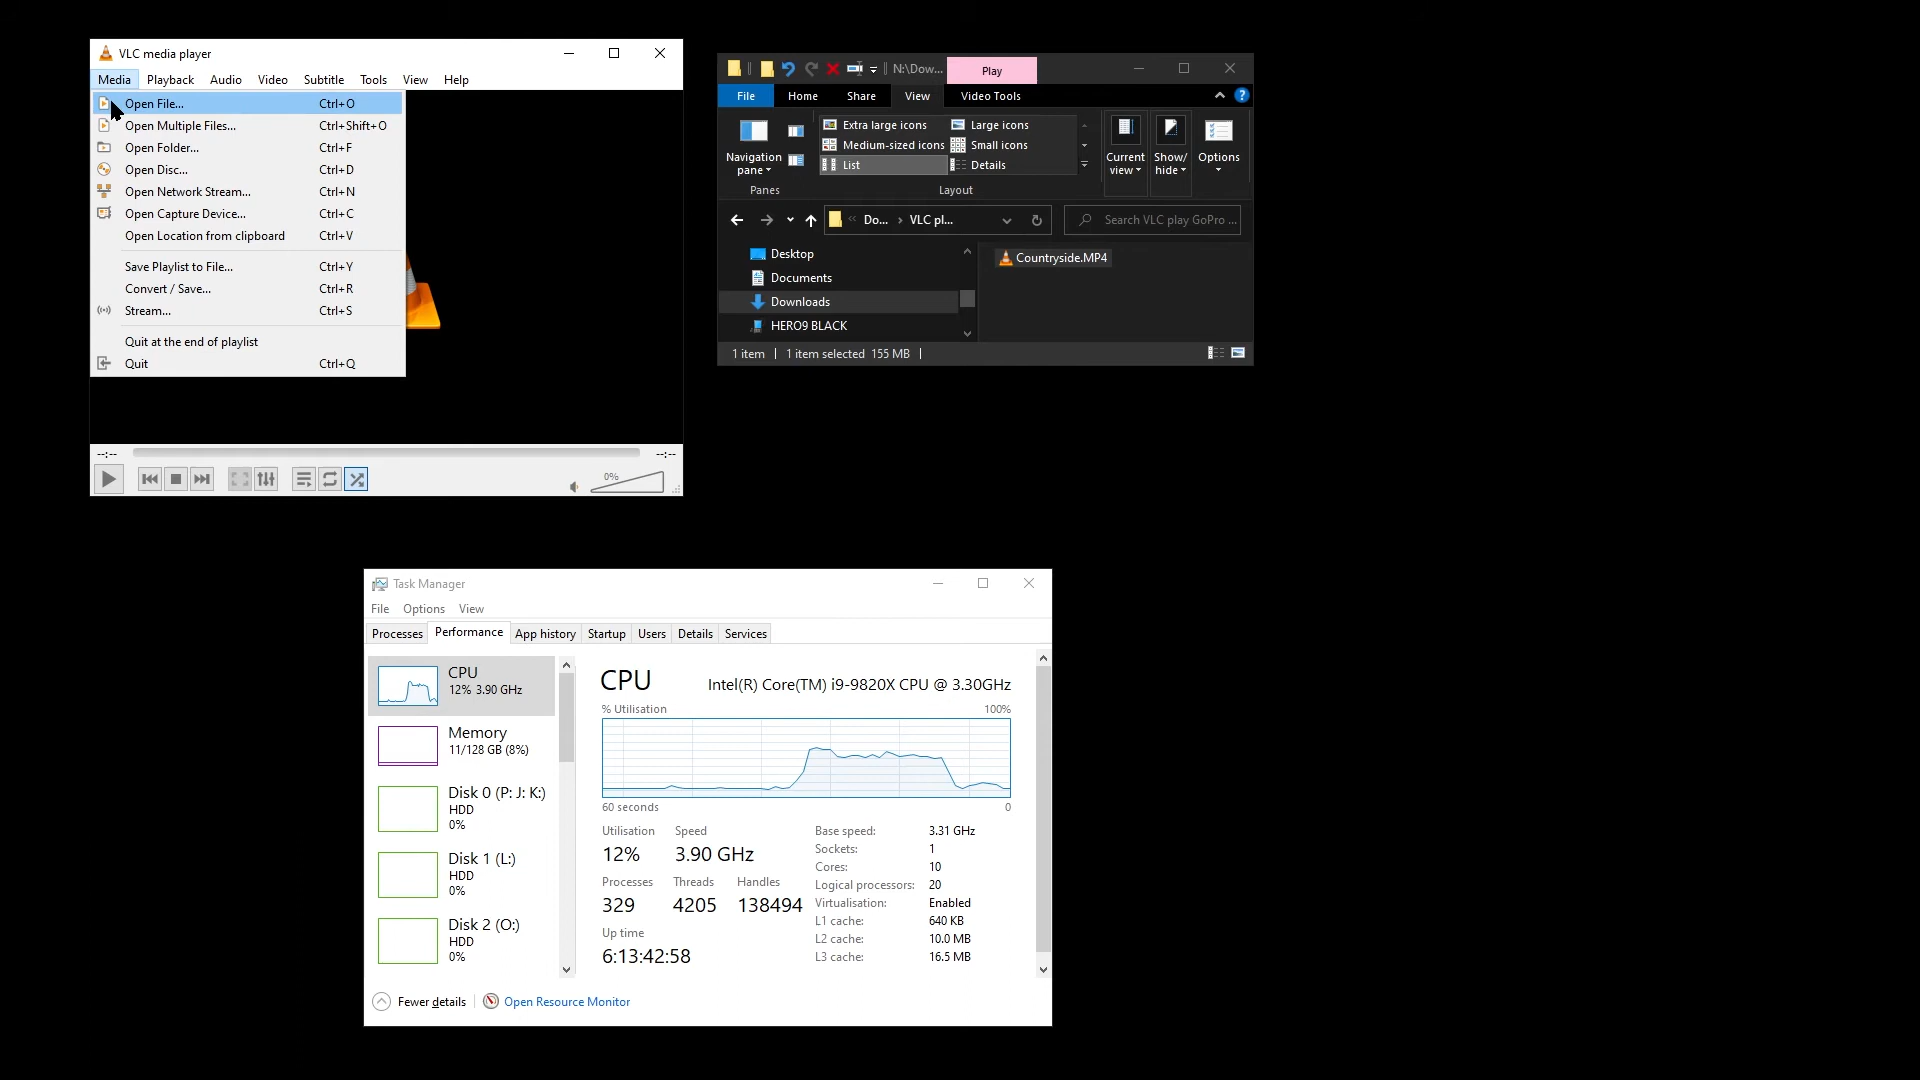 VLC media player
Media Playback Audio Video Subtitle Tools View Help
Open File... Ctrl+O
Open Multiple Files... Ctrl+Shift+O
Open Folder... Ctrl+F
Open Disc... Ctrl+D
Open Network Stream... Ctrl+N
Open Capture Device... Ctrl+C
Open Location from clipboard Ctrl+V
Save Playlist to File... Ctrl+Y
Convert / Save... Ctrl+R
Stream... Ctrl+S
Quit at the end of playlist
Quit Ctrl+Q
--:-- --:--
0%
N:\Dow... Play
File Home Share View Video Tools
Navigation pane
Panes
Extra large icons Large icons
Medium-sized icons Small icons
List Details
Layout
Current view
Show/ hide
Options
Do... VLC pl...
Search VLC play GoPro ...
Desktop
Documents
Downloads
HERO9 BLACK
Countryside.MP4
1 item 1 item selected 155 MB
Task Manager
File Options View
Processes Performance App history Startup Users Details Services
CPU
12% 3.90 GHz
Memory
11/128 GB (8%)
Disk 0 (P: J: K:)
HDD
0%
Disk 1 (L:)
HDD
0%
Disk 2 (O:)
HDD
0%
CPU Intel(R) Core(TM) i9-9820X CPU @ 3.30GHz
% Utilisation 100%
60 seconds 0
Utilisation Speed
12% 3.90 GHz
Processes Threads Handles
329 4205 138494
Up time
6:13:42:58
Base speed: 3.31 GHz
Sockets: 1
Cores: 10
Logical processors: 20
Virtualisation: Enabled
L1 cache: 640 KB
L2 cache: 10.0 MB
L3 cache: 16.5 MB
Fewer details Open Resource Monitor